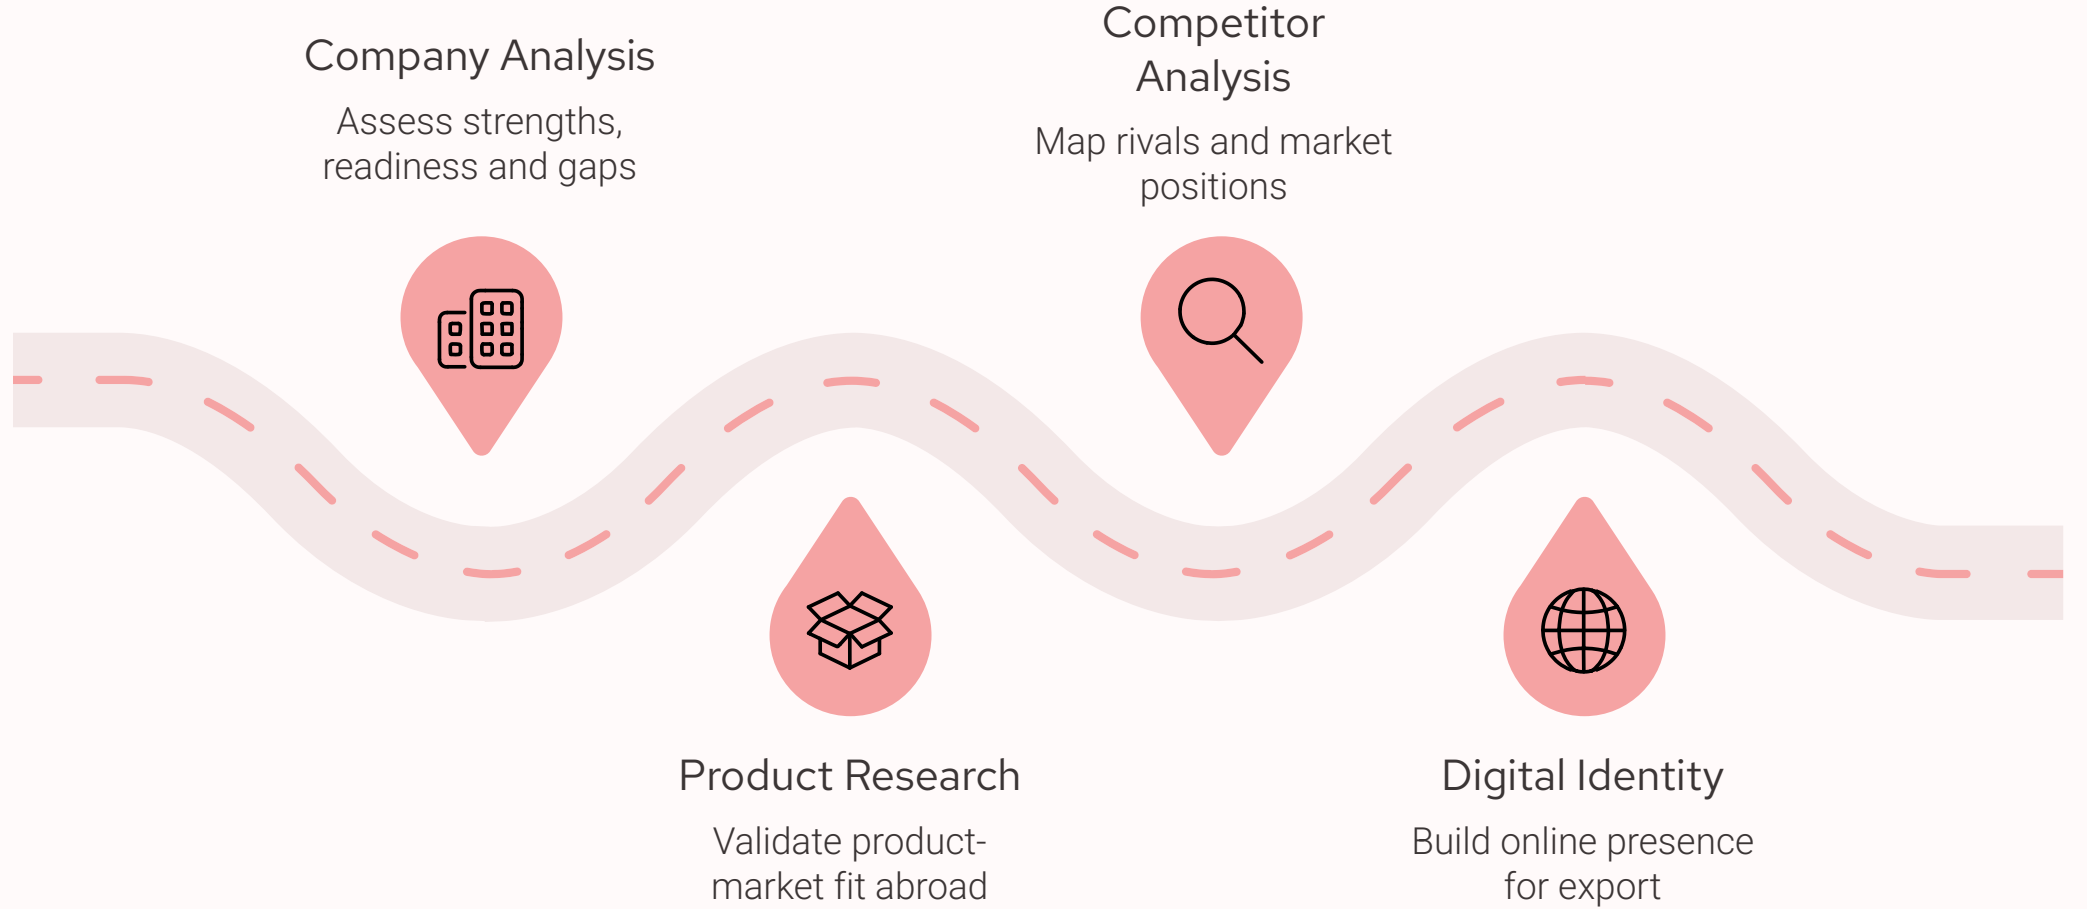 Company Analysis
Assess strengths,
readiness and gaps
Product Research
Validate product-
market fit abroad
Competitor
Analysis
Map rivals and market
positions
Digital Identity
Build online presence
for export